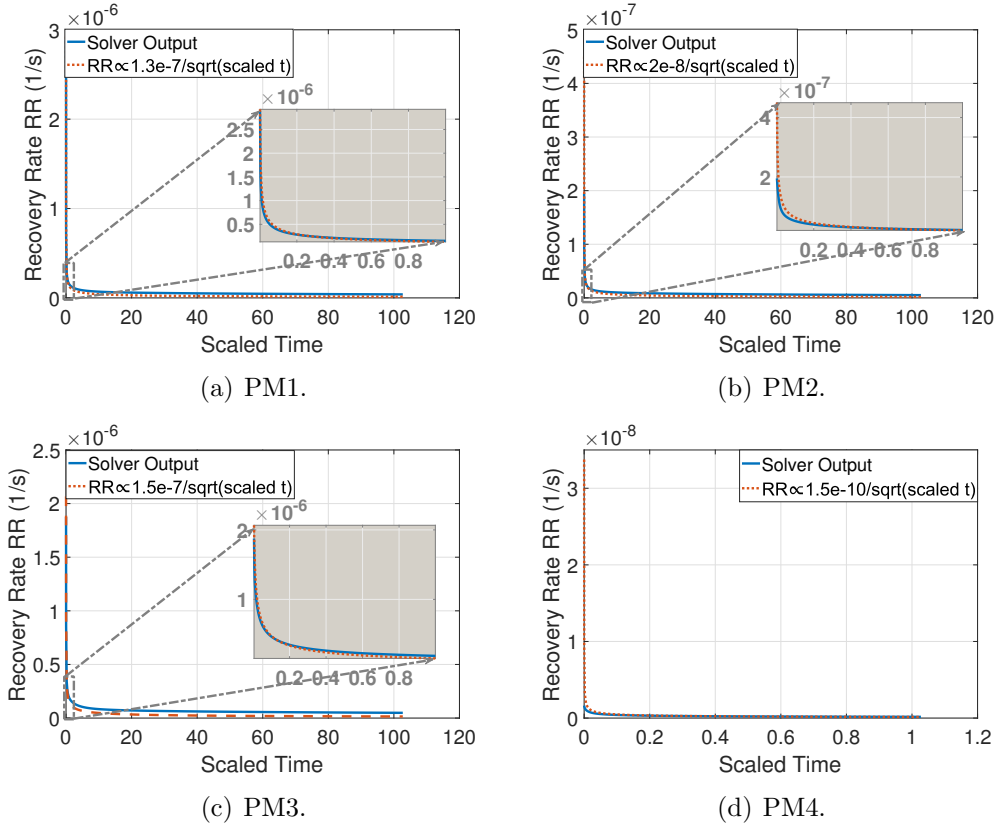 ×10⁻⁶
3
2
1
0
Recovery Rate RR (1/s)
Solver Output
RR∝1.3e-7/sqrt(scaled t)
× 10⁻⁶
2.5
2
1.5
1
0.5
0.2 0.4 0.6 0.8
0 20 40 60 80 100 120
Scaled Time
(a) PM1.
×10⁻⁷
5
4
3
2
1
0
Recovery Rate RR (1/s)
Solver Output
RR∝2e-8/sqrt(scaled t)
× 10⁻⁷
4
2
0.2 0.4 0.6 0.8
0 20 40 60 80 100 120
Scaled Time
(b) PM2.
×10⁻⁶
2.5
2
1.5
1
0.5
0
Recovery Rate RR (1/s)
Solver Output
RR∝1.5e-7/sqrt(scaled t)
× 10⁻⁶
2
1
0.2 0.4 0.6 0.8
0 20 40 60 80 100 120
Scaled Time
(c) PM3.
×10⁻⁸
3
2
1
0
Recovery Rate RR (1/s)
Solver Output
RR∝1.5e-10/sqrt(scaled t)
0 0.2 0.4 0.6 0.8 1 1.2
Scaled Time
(d) PM4.